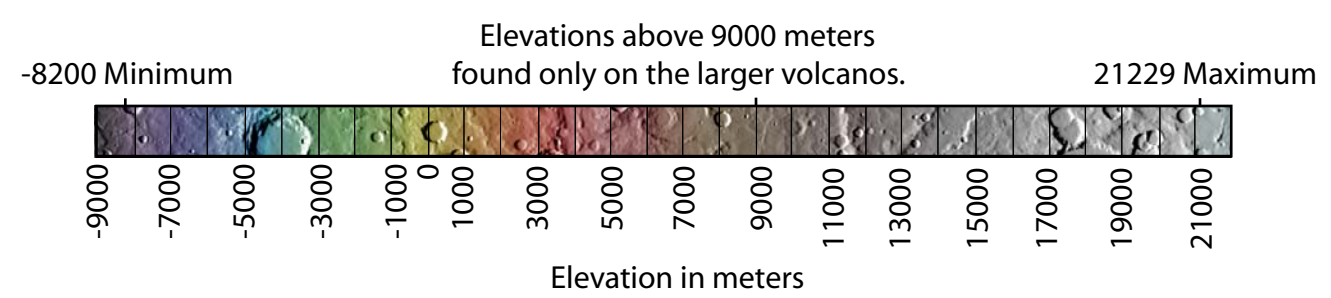 Elevations above 9000 meters
-8200 Minimum found only on the larger volcanos. 21229 Maximum
-9000 -7000 -5000 -3000 -1000 0 1000 3000 5000 7000 9000 11000 13000 15000 17000 19000 21000
Elevation in meters